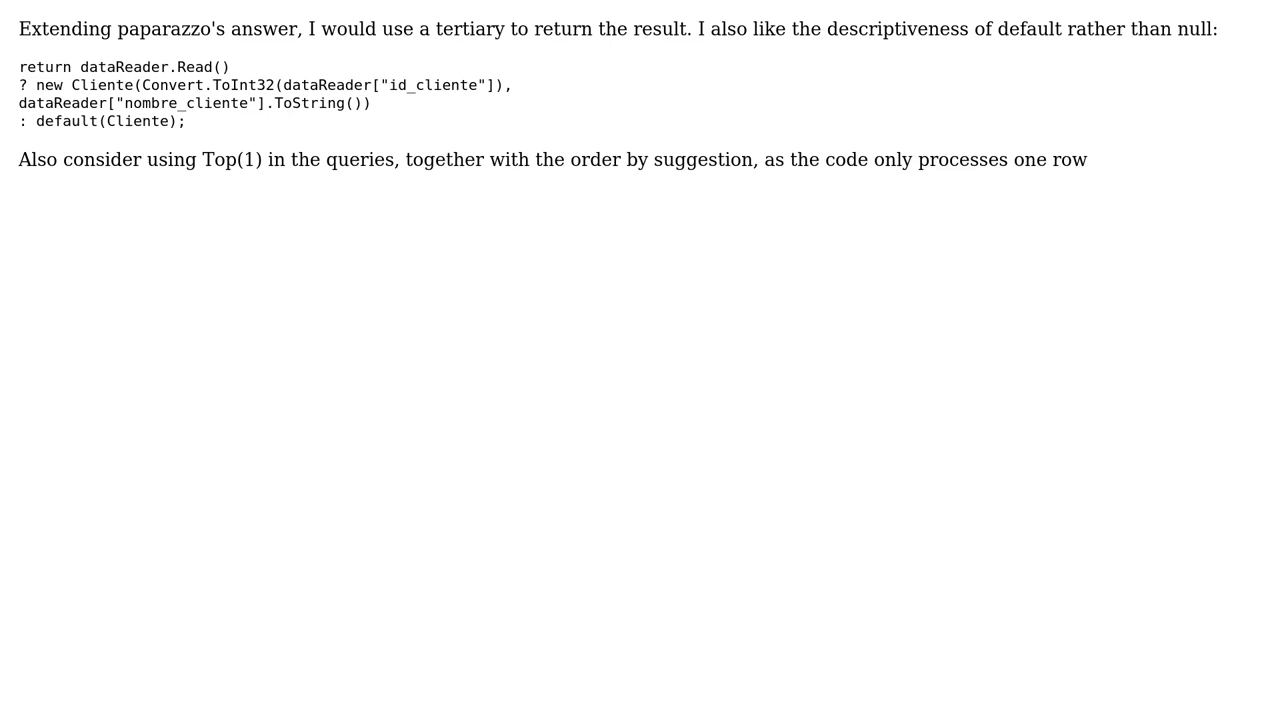 Extending paparazzo's answer, I would use a tertiary to return the result. I also like the descriptiveness of default rather than null:
return dataReader.Read()
? new Cliente(Convert.ToInt32(dataReader["id_cliente"]),
dataReader["nombre_cliente"].ToString())
: default(Cliente);
Also consider using Top(1) in the queries, together with the order by suggestion, as the code only processes one row